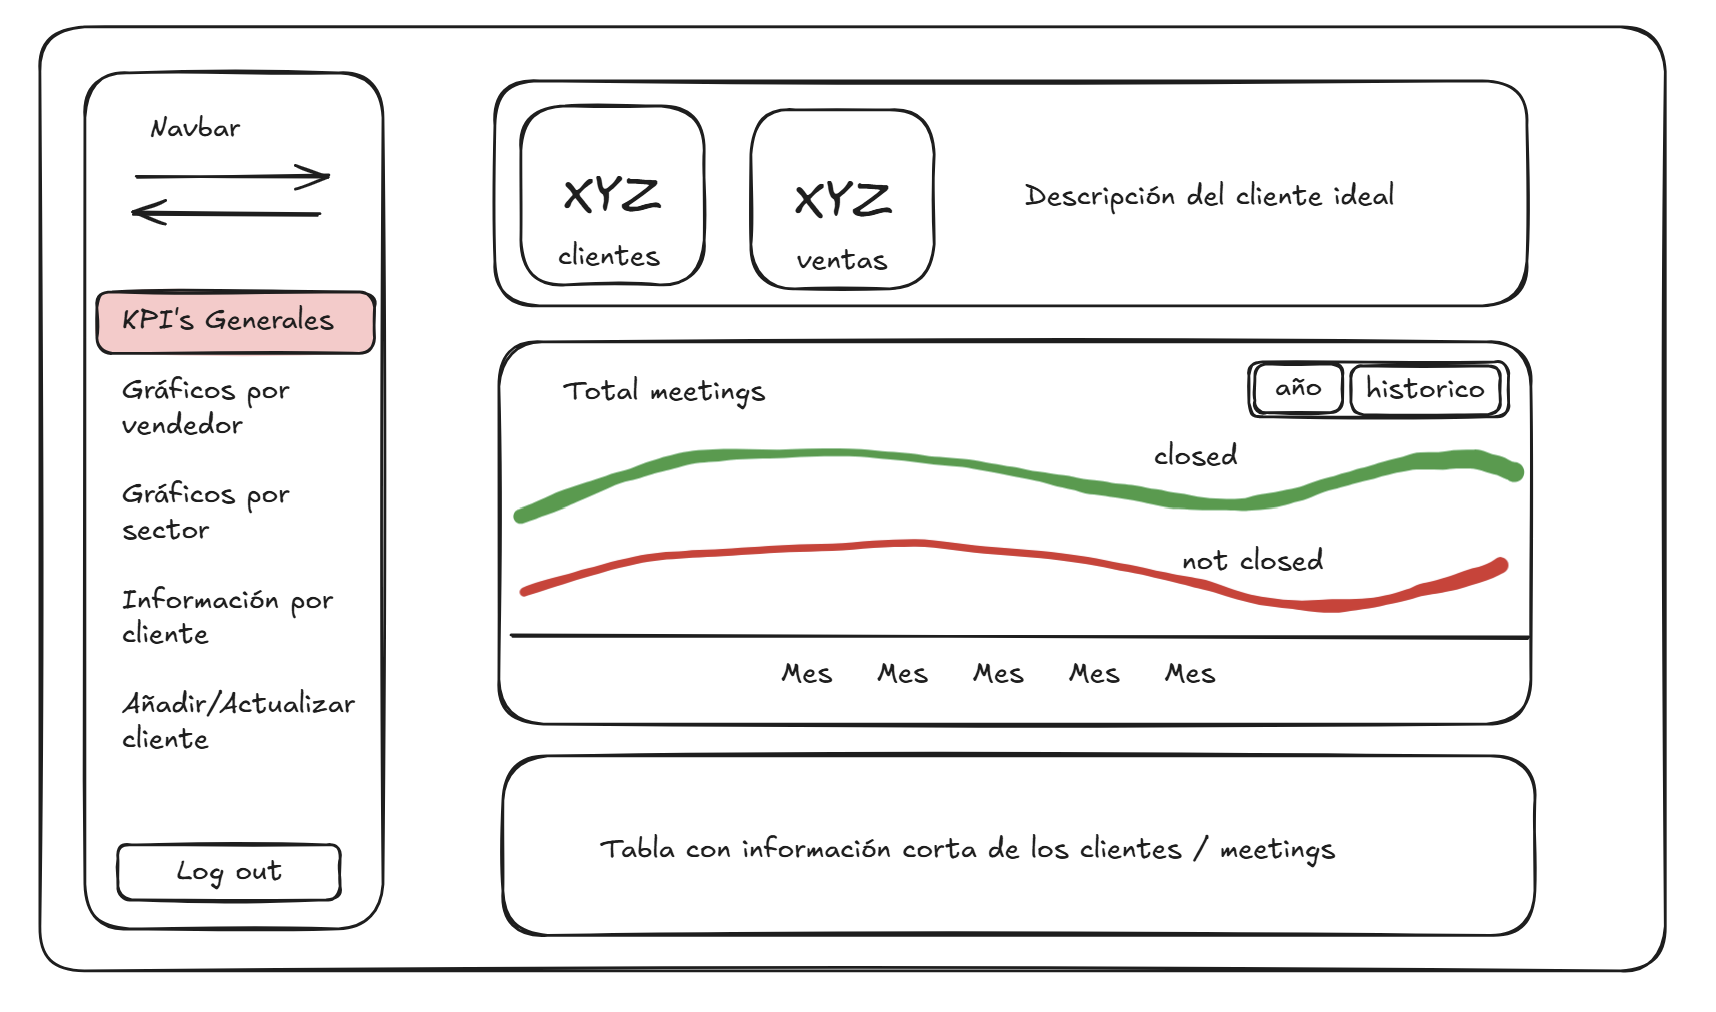 Navbar
KPI's Generales
Gráficos por
vendedor
Gráficos por
sector
Información por
cliente
Añadir/Actualizar
cliente
Log out
XYZ
clientes
XYZ
ventas
Descripción del cliente ideal
Total meetings
año
historico
closed
not closed
Mes Mes Mes Mes Mes
Tabla con información corta de los clientes / meetings